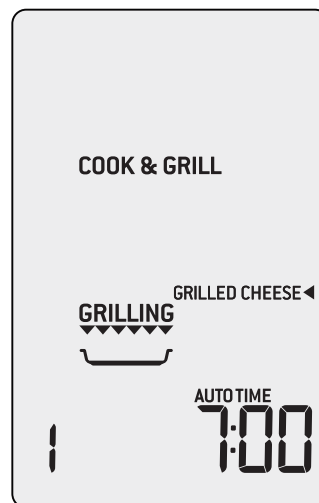 COOK & GRILL
GRILLED CHEESE
GRILLING
AUTO TIME
1 7:00